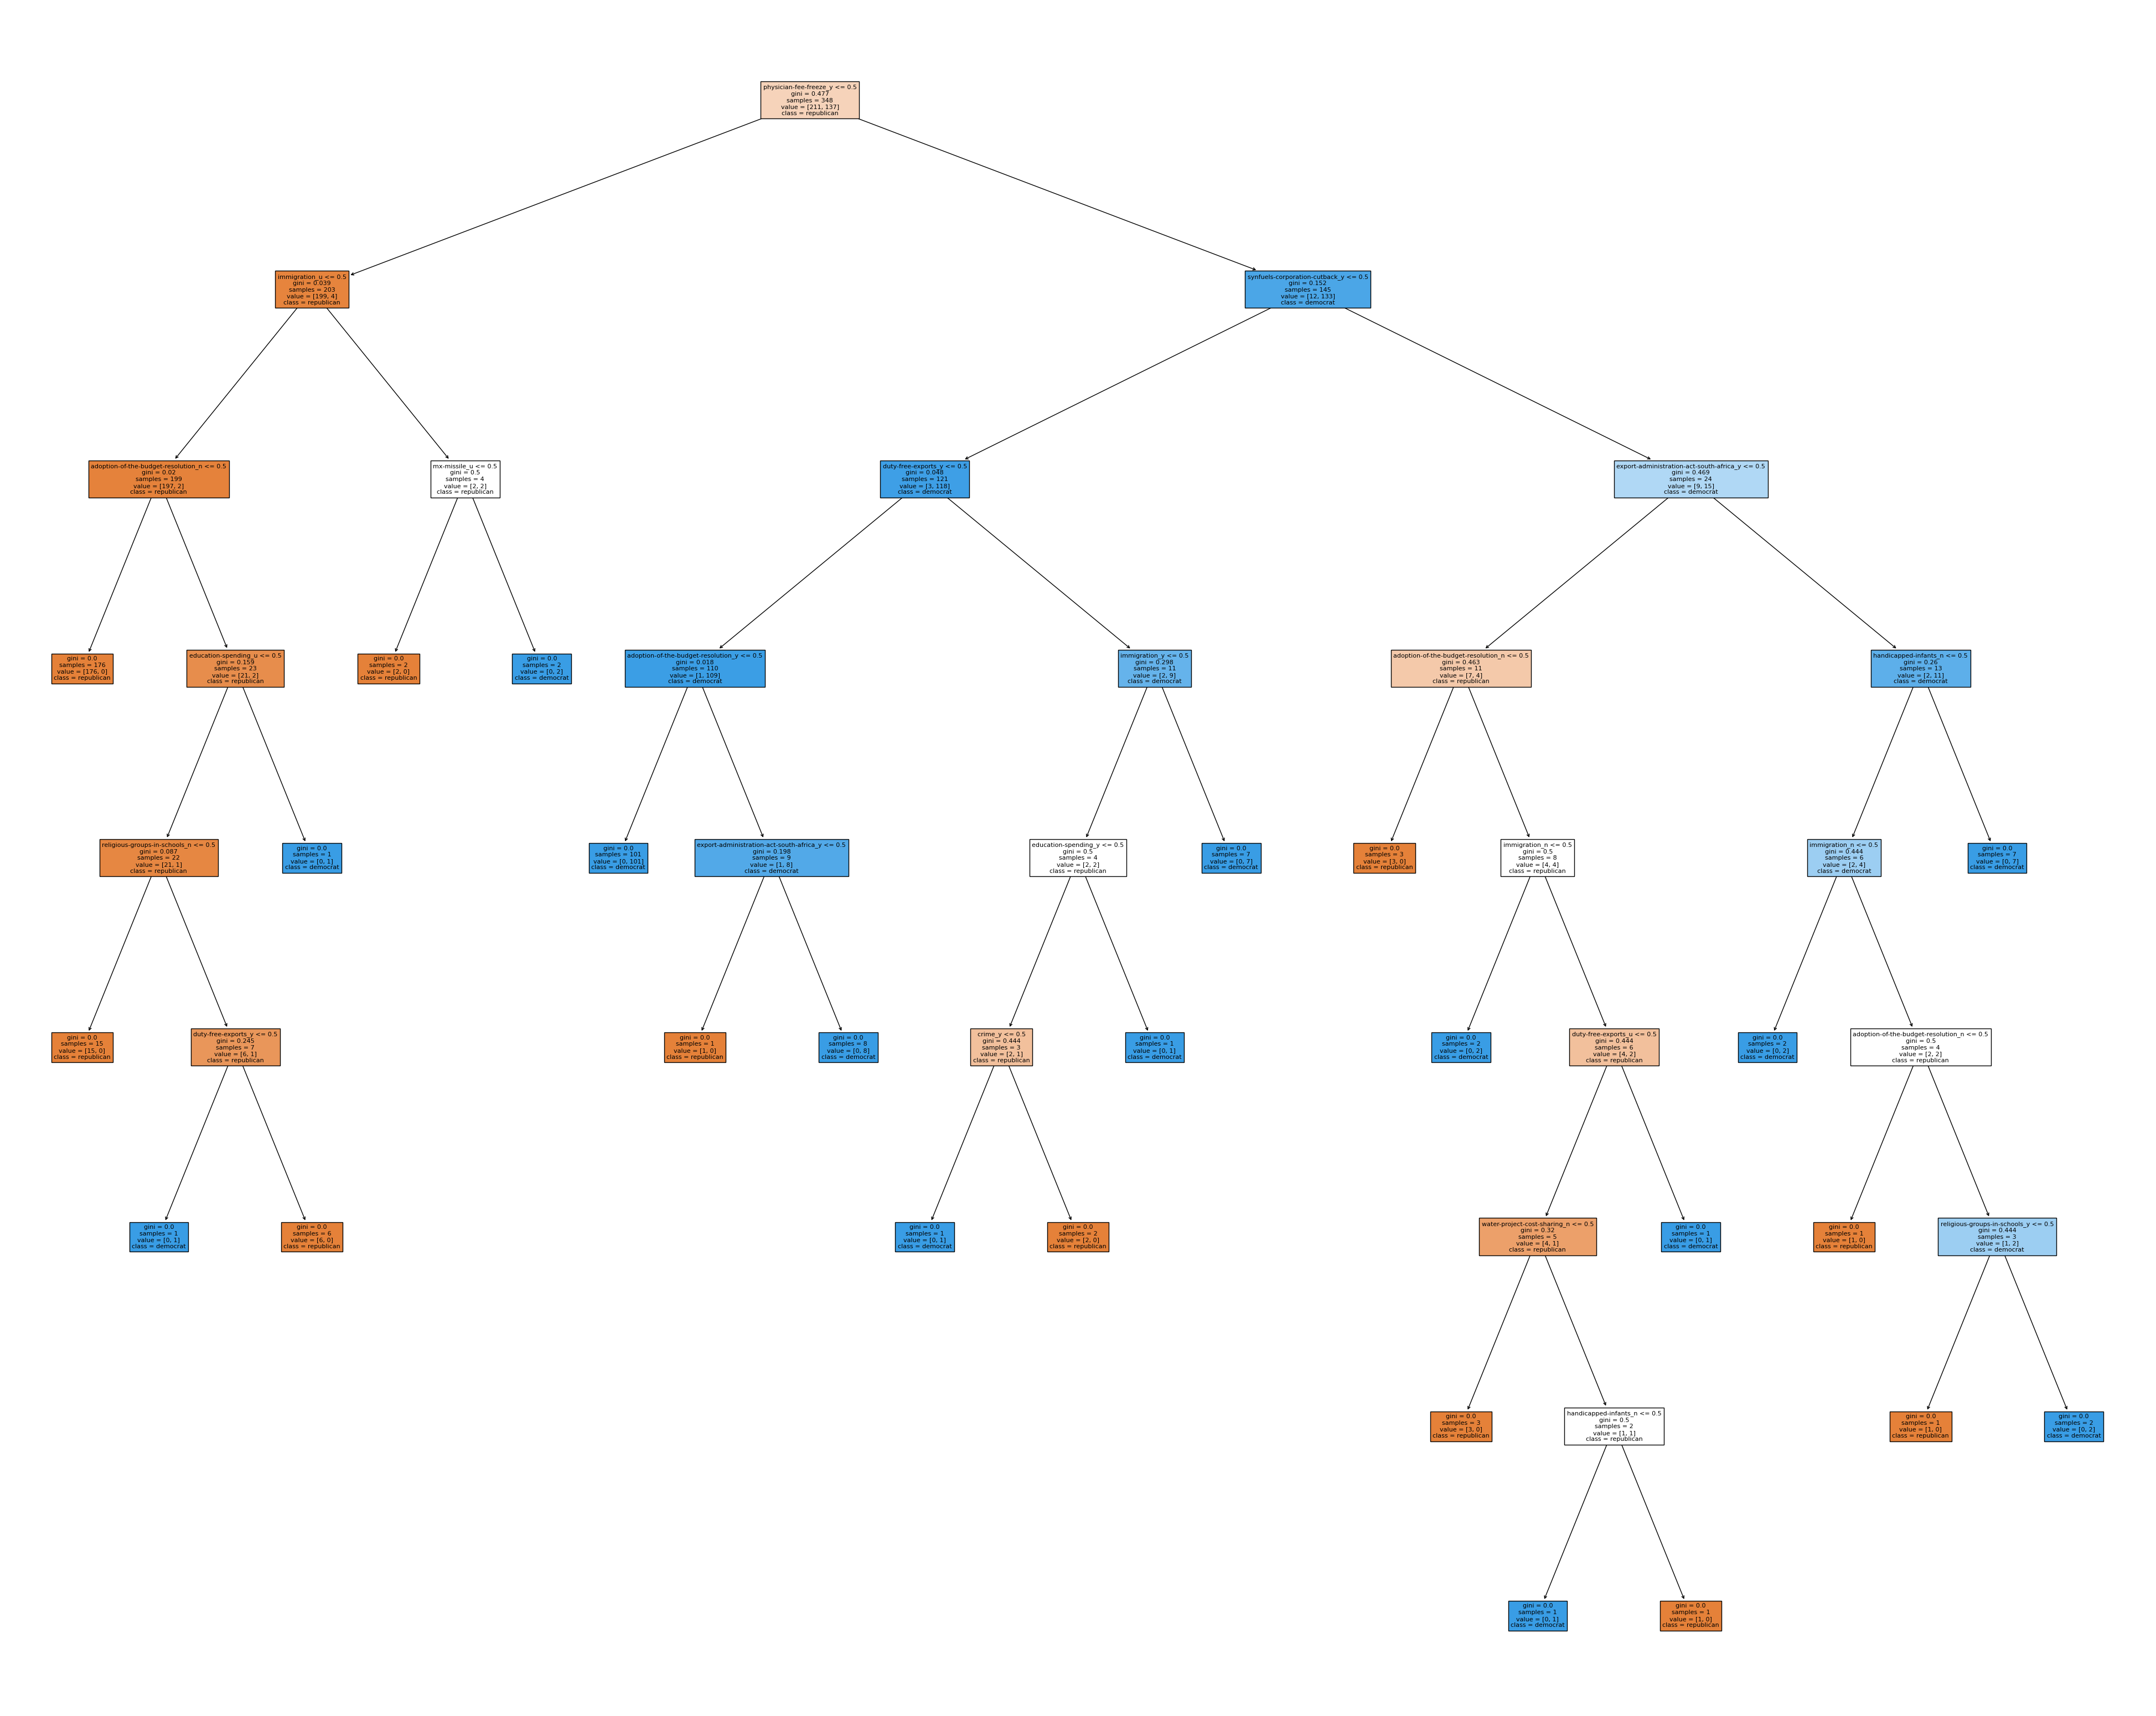 physician-fee-freeze_y <= 0.5
gini = 0.477
samples = 348
value = [211, 137]
class = republican
immigration_u <= 0.5
gini = 0.039
samples = 203
value = [199, 4]
class = republican
synfuels-corporation-cutback_y <= 0.5
gini = 0.152
samples = 145
value = [12, 133]
class = democrat
adoption-of-the-budget-resolution_n <= 0.5
gini = 0.02
samples = 199
value = [197, 2]
class = republican
mx-missile_u <= 0.5
gini = 0.5
samples = 4
value = [2, 2]
class = republican
duty-free-exports_y <= 0.5
gini = 0.048
samples = 121
value = [3, 118]
class = democrat
export-administration-act-south-africa_y <= 0.5
gini = 0.469
samples = 24
value = [9, 15]
class = democrat
gini = 0.0
samples = 176
value = [176, 0]
class = republican
education-spending_u <= 0.5
gini = 0.159
samples = 23
value = [21, 2]
class = republican
gini = 0.0
samples = 2
value = [2, 0]
class = republican
gini = 0.0
samples = 2
value = [0, 2]
class = democrat
adoption-of-the-budget-resolution_y <= 0.5
gini = 0.018
samples = 110
value = [1, 109]
class = democrat
immigration_y <= 0.5
gini = 0.298
samples = 11
value = [2, 9]
class = democrat
adoption-of-the-budget-resolution_n <= 0.5
gini = 0.463
samples = 11
value = [7, 4]
class = republican
handicapped-infants_n <= 0.5
gini = 0.26
samples = 13
value = [2, 11]
class = democrat
religious-groups-in-schools_n <= 0.5
gini = 0.087
samples = 22
value = [21, 1]
class = republican
gini = 0.0
samples = 1
value = [0, 1]
class = democrat
gini = 0.0
samples = 101
value = [0, 101]
class = democrat
export-administration-act-south-africa_y <= 0.5
gini = 0.198
samples = 9
value = [1, 8]
class = democrat
education-spending_y <= 0.5
gini = 0.5
samples = 4
value = [2, 2]
class = republican
gini = 0.0
samples = 7
value = [0, 7]
class = democrat
gini = 0.0
samples = 3
value = [3, 0]
class = republican
immigration_n <= 0.5
gini = 0.5
samples = 8
value = [4, 4]
class = republican
immigration_n <= 0.5
gini = 0.444
samples = 6
value = [2, 4]
class = democrat
gini = 0.0
samples = 7
value = [0, 7]
class = democrat
gini = 0.0
samples = 15
value = [15, 0]
class = republican
duty-free-exports_y <= 0.5
gini = 0.245
samples = 7
value = [6, 1]
class = republican
gini = 0.0
samples = 1
value = [1, 0]
class = republican
gini = 0.0
samples = 8
value = [0, 8]
class = democrat
crime_y <= 0.5
gini = 0.444
samples = 3
value = [2, 1]
class = republican
gini = 0.0
samples = 1
value = [0, 1]
class = democrat
gini = 0.0
samples = 2
value = [0, 2]
class = democrat
duty-free-exports_u <= 0.5
gini = 0.444
samples = 6
value = [4, 2]
class = republican
gini = 0.0
samples = 2
value = [0, 2]
class = democrat
adoption-of-the-budget-resolution_n <= 0.5
gini = 0.5
samples = 4
value = [2, 2]
class = republican
gini = 0.0
samples = 1
value = [0, 1]
class = democrat
gini = 0.0
samples = 6
value = [6, 0]
class = republican
gini = 0.0
samples = 1
value = [0, 1]
class = democrat
gini = 0.0
samples = 2
value = [2, 0]
class = republican
water-project-cost-sharing_n <= 0.5
gini = 0.32
samples = 5
value = [4, 1]
class = republican
gini = 0.0
samples = 1
value = [0, 1]
class = democrat
gini = 0.0
samples = 1
value = [1, 0]
class = republican
religious-groups-in-schools_y <= 0.5
gini = 0.444
samples = 3
value = [1, 2]
class = democrat
gini = 0.0
samples = 3
value = [3, 0]
class = republican
handicapped-infants_n <= 0.5
gini = 0.5
samples = 2
value = [1, 1]
class = republican
gini = 0.0
samples = 1
value = [1, 0]
class = republican
gini = 0.0
samples = 2
value = [0, 2]
class = democrat
gini = 0.0
samples = 1
value = [0, 1]
class = democrat
gini = 0.0
samples = 1
value = [1, 0]
class = republican